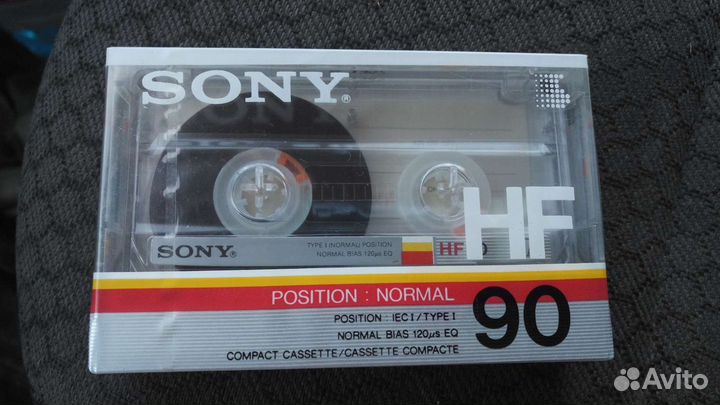 SONY®
HF
TYPE I (NORMAL) POSITION
NORMAL BIAS 120μs EQ
SONY®
HF
POSITION : NORMAL
90
POSITION : IEC I / TYPE I
NORMAL BIAS 120μs EQ
COMPACT CASSETTE/CASSETTE COMPACTE
Avito